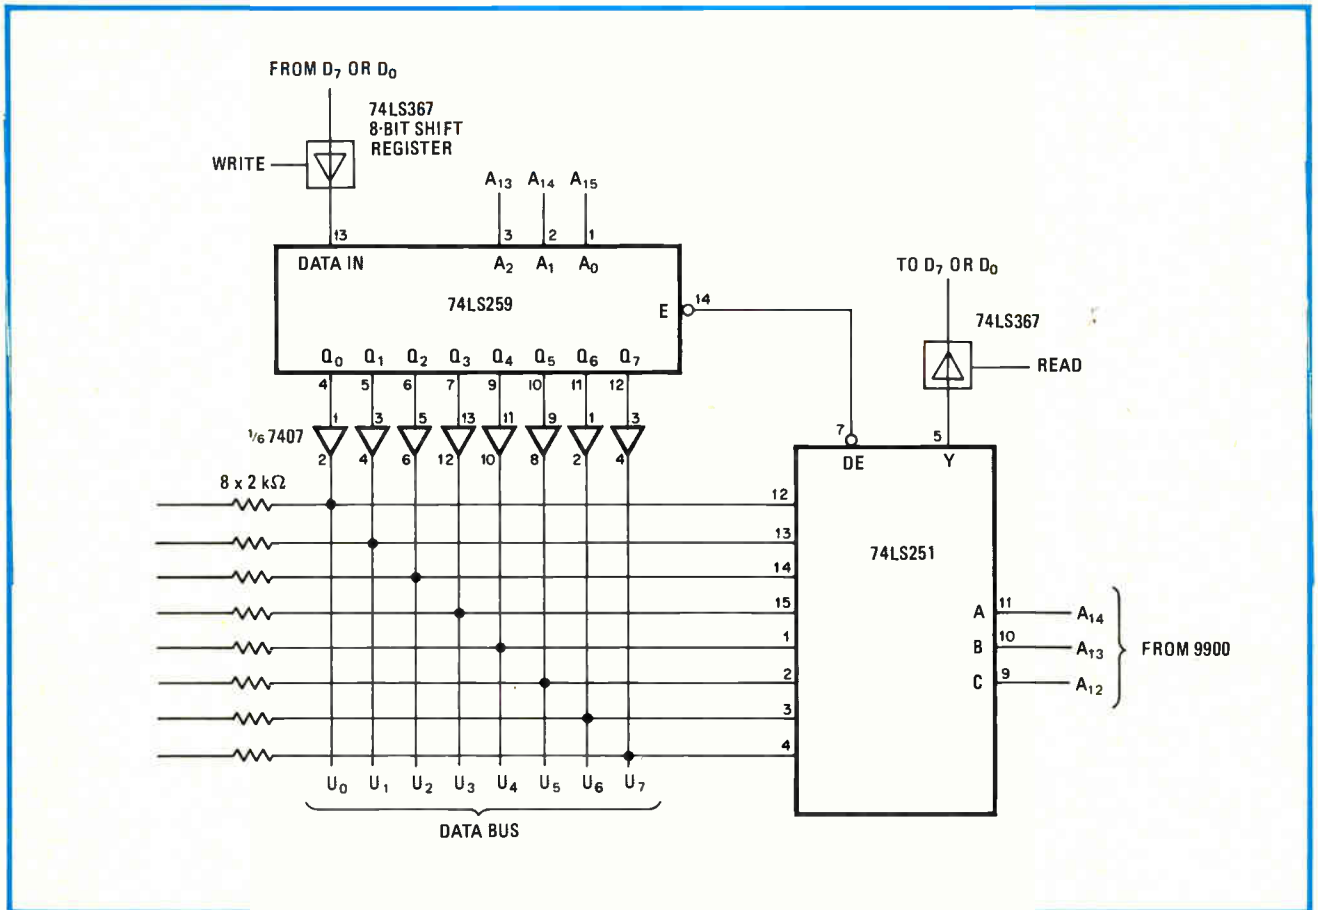 FROM D₇ OR D₀
74LS367
8-BIT SHIFT
REGISTER
WRITE
A₁₃ A₁₄ A₁₅
13 3 2 1
DATA IN A₂ A₁ A₀
74LS259
E 14
Q₀ Q₁ Q₂ Q₃ Q₄ Q₅ Q₆ Q₇
4 5 6 7 9 10 11 12
1/6 7407
1 3 5 13 11 9 1 3
2 4 6 12 10 8 2 4
8 x 2 kΩ
TO D₇ OR D₀
74LS367
READ
7 5
DE Y
12
13
14
15
1
2
3
4
74LS251
A 11 A₁₄
B 10 A₁₃
C 9 A₁₂
FROM 9900
U₀ U₁ U₂ U₃ U₄ U₅ U₆ U₇
DATA BUS